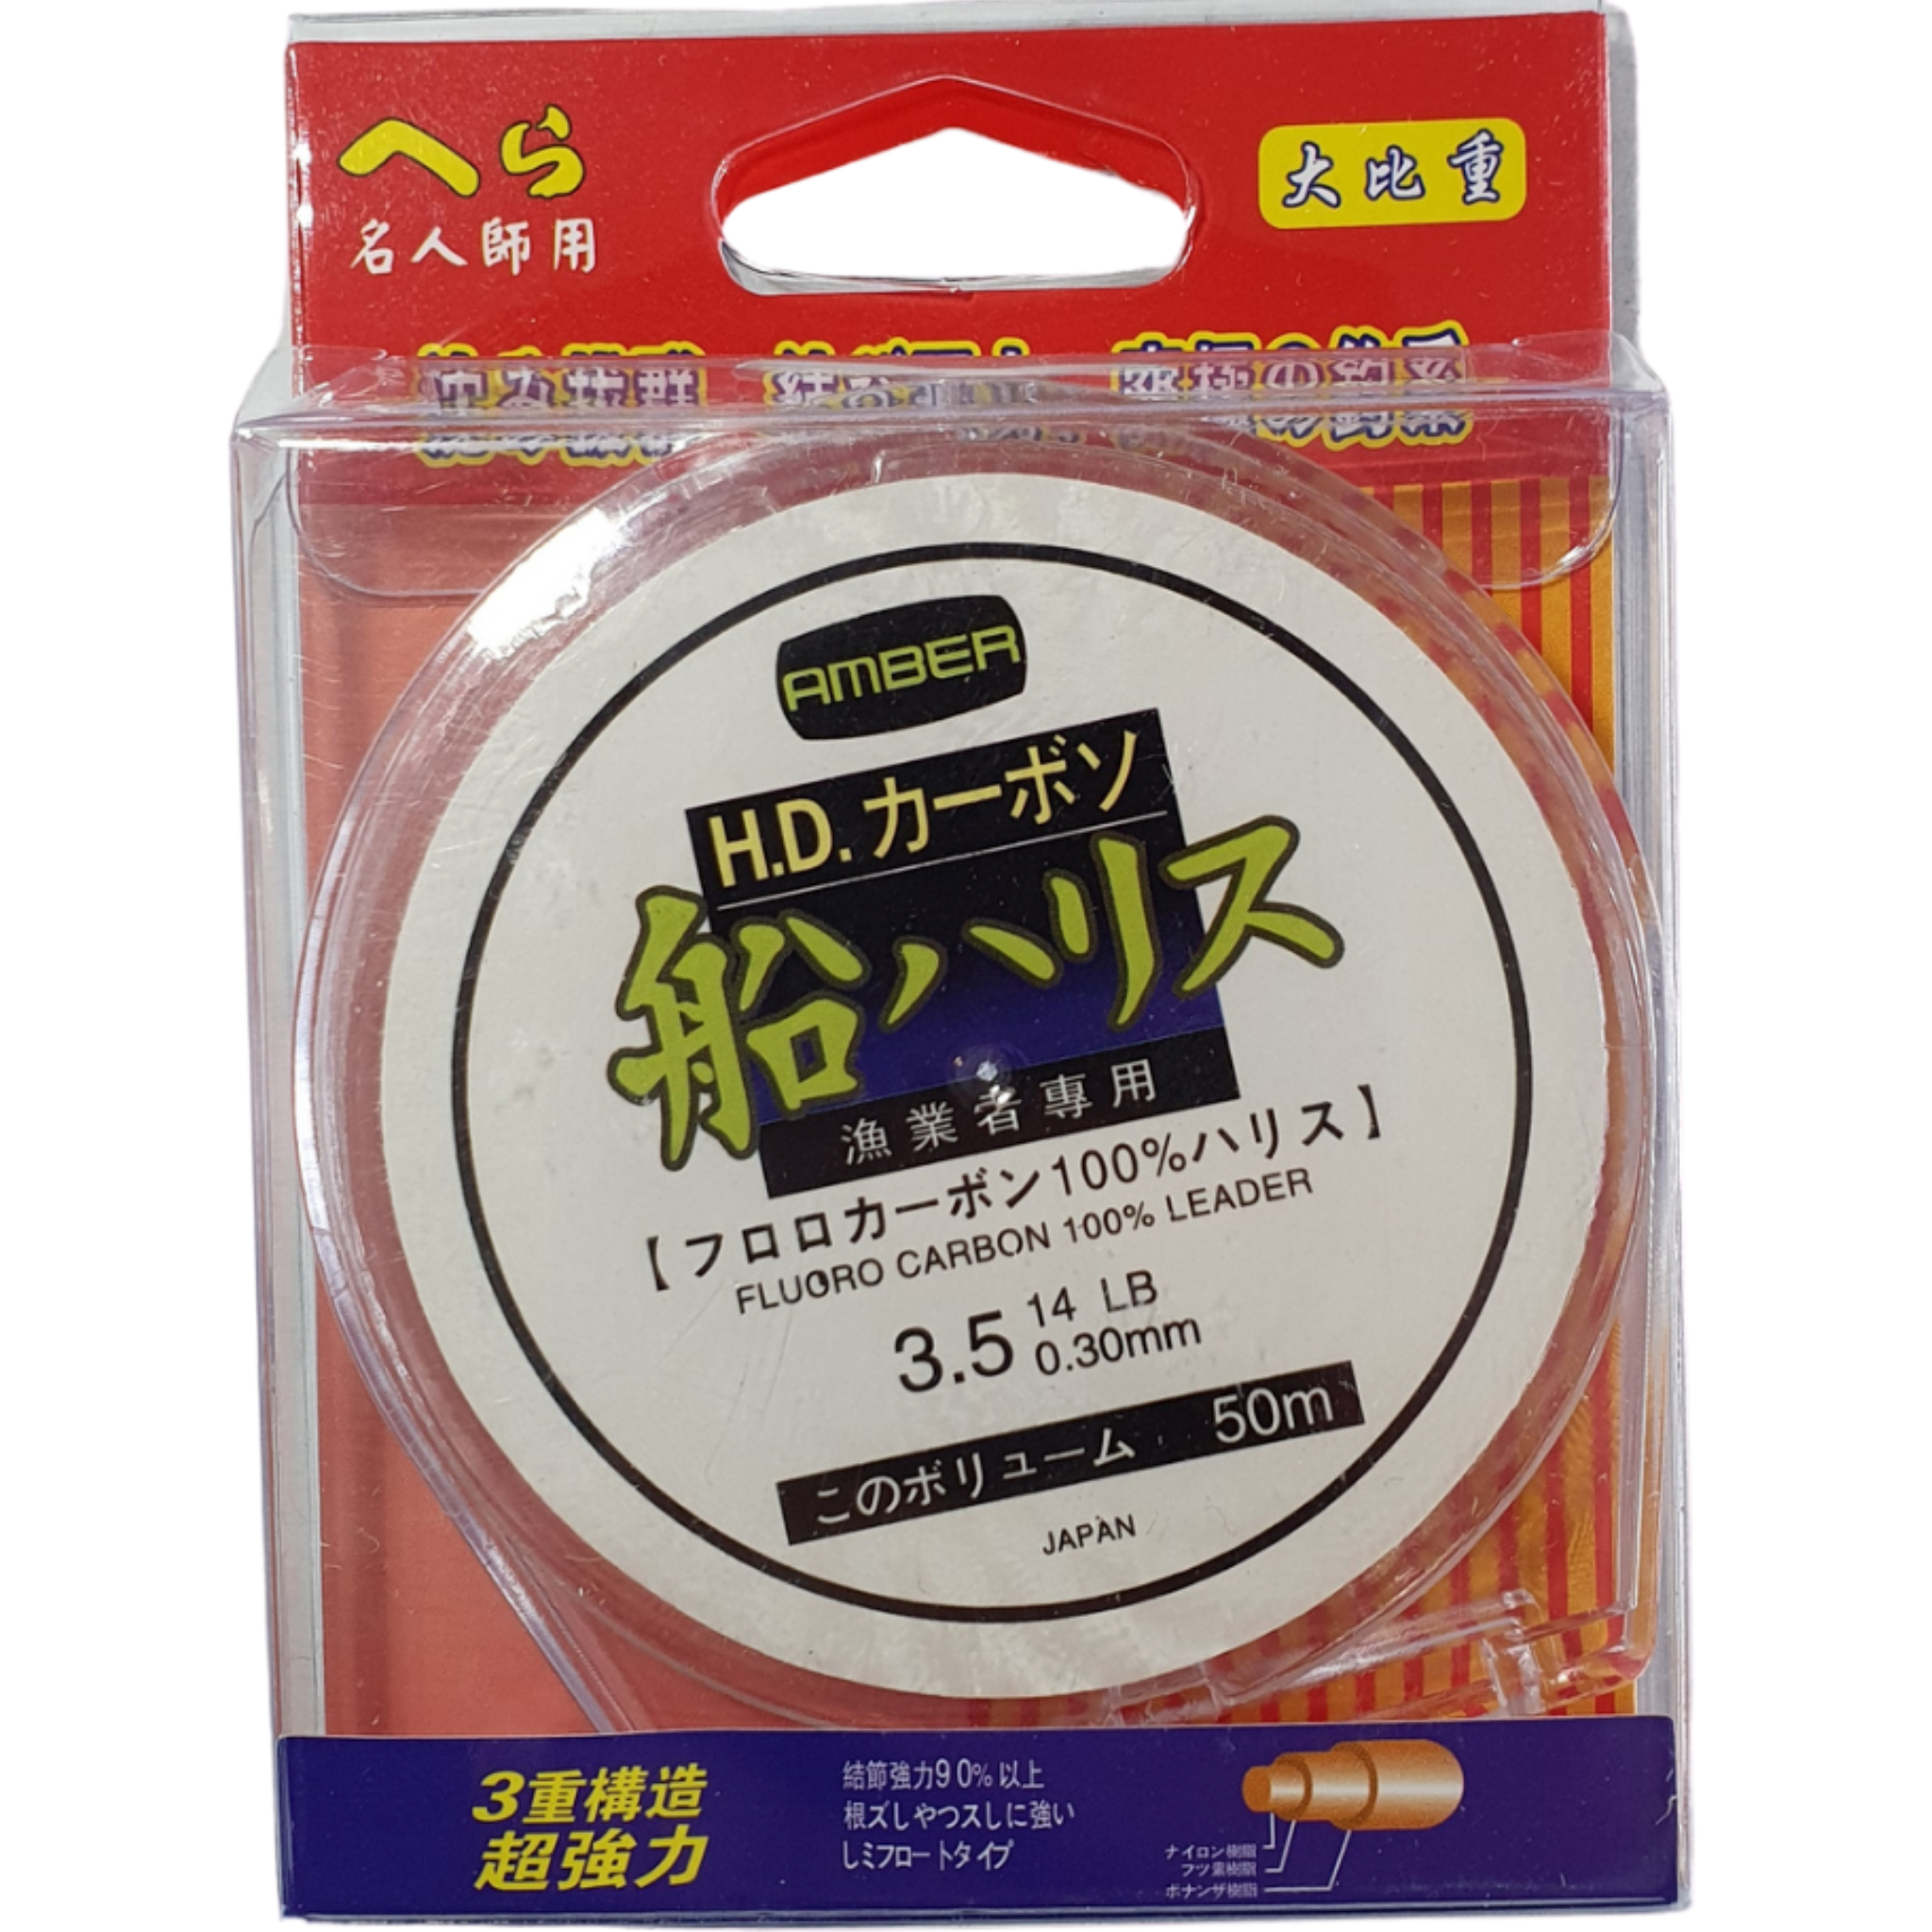 へら
名人師用
大比重
AMBER
H.D.カーボソ
船ハリス
漁業者専用
【フロロカーボン100%ハリス】
FLUORO CARBON 100% LEADER
3.5
14 LB
0.30mm
このボリューム 50m
JAPAN
3重構造
超強力
結節強力90%以上
根ズしやつスしに強い
しミフロートタイプ
ナイロン樹脂
フツ素樹脂
ボナンザ樹脂